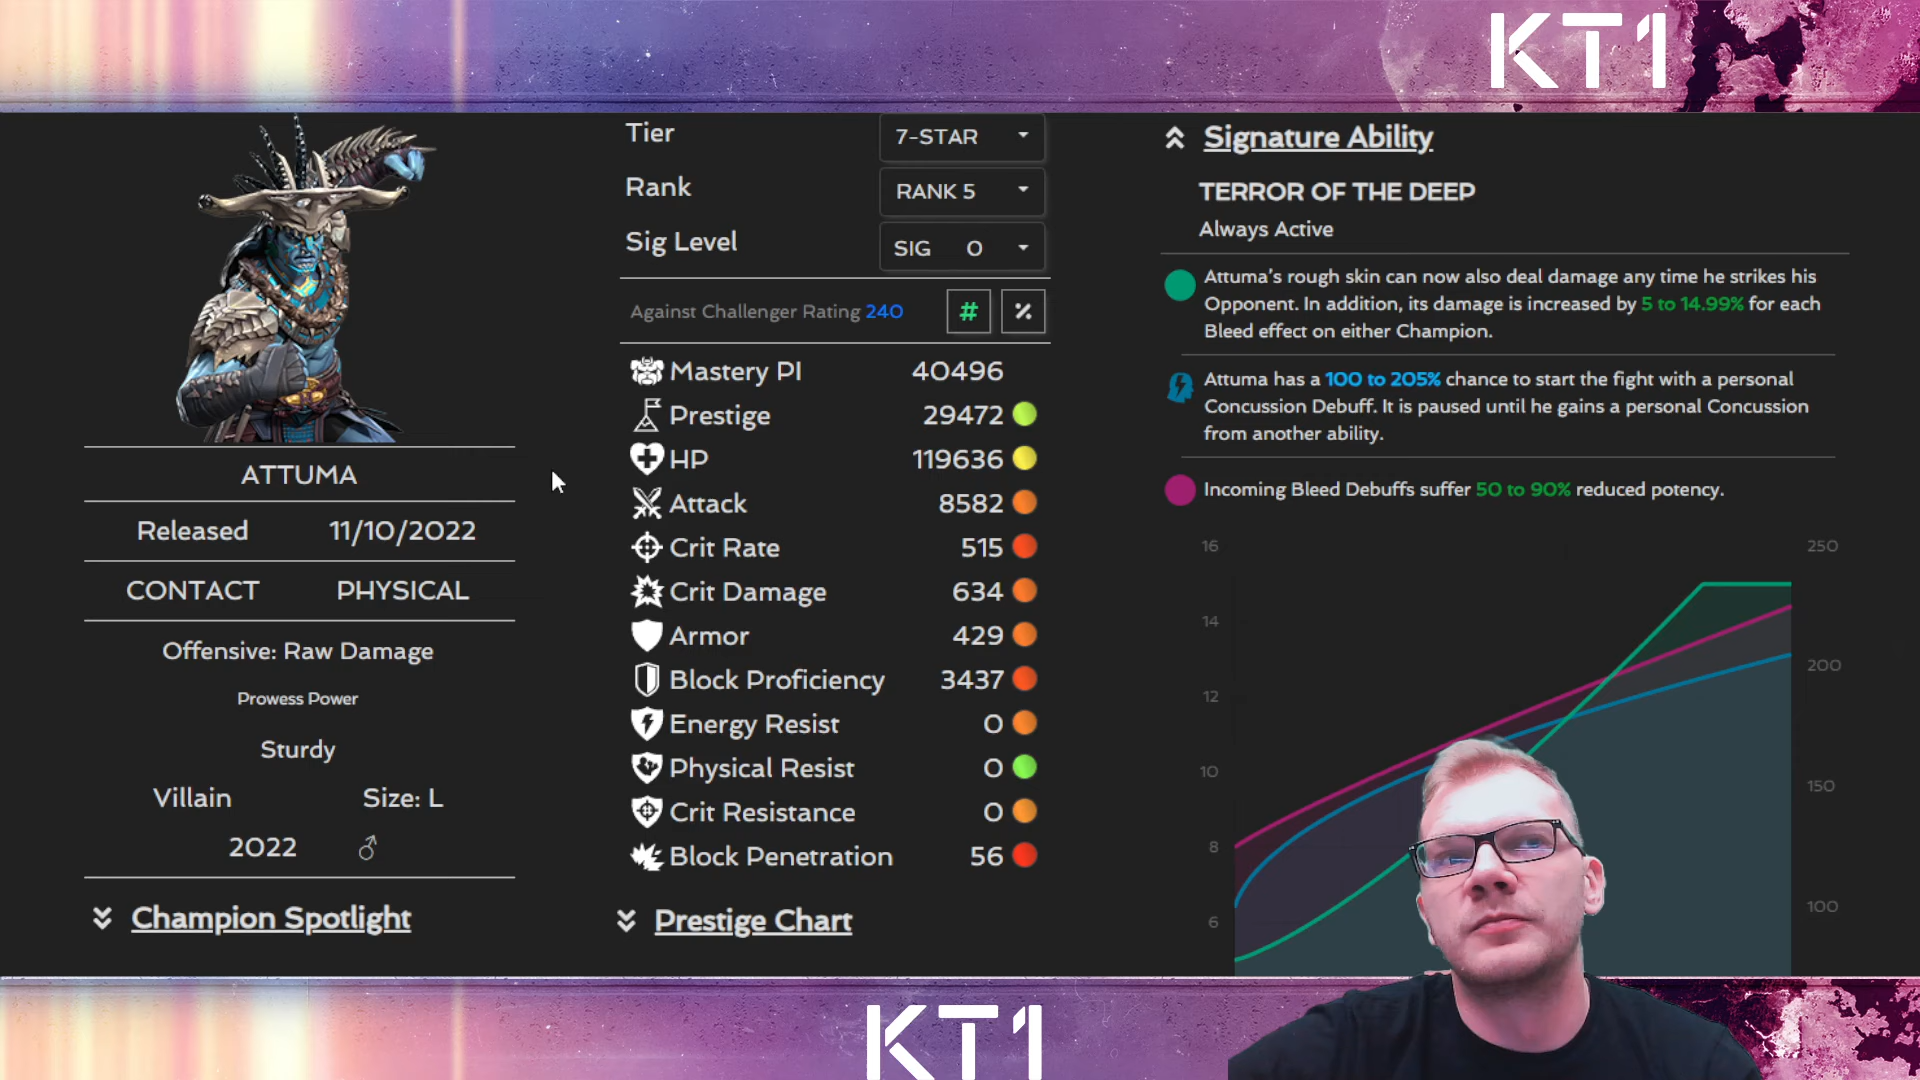 KT1
ATTUMA
Released 11/10/2022
CONTACT PHYSICAL
Offensive: Raw Damage
Prowess Power
Sturdy
Villain Size: L
2022 ♂
Champion Spotlight
Tier 7-STAR
Rank RANK 5
Sig Level SIG 0
Against Challenger Rating 240 # %
Mastery PI 40496
Prestige 29472
HP 119636
Attack 8582
Crit Rate 515
Crit Damage 634
Armor 429
Block Proficiency 3437
Energy Resist 0
Physical Resist 0
Crit Resistance 0
Block Penetration 56
Prestige Chart
Signature Ability
TERROR OF THE DEEP
Always Active
Attuma's rough skin can now also deal damage any time he strikes his
Opponent. In addition, its damage is increased by 5 to 14.99% for each
Bleed effect on either Champion.
Attuma has a 100 to 205% chance to start the fight with a personal
Concussion Debuff. It is paused until he gains a personal Concussion
from another ability.
Incoming Bleed Debuffs suffer 50 to 90% reduced potency.
16 250
14
12 200
10 150
8
6 100
KT1